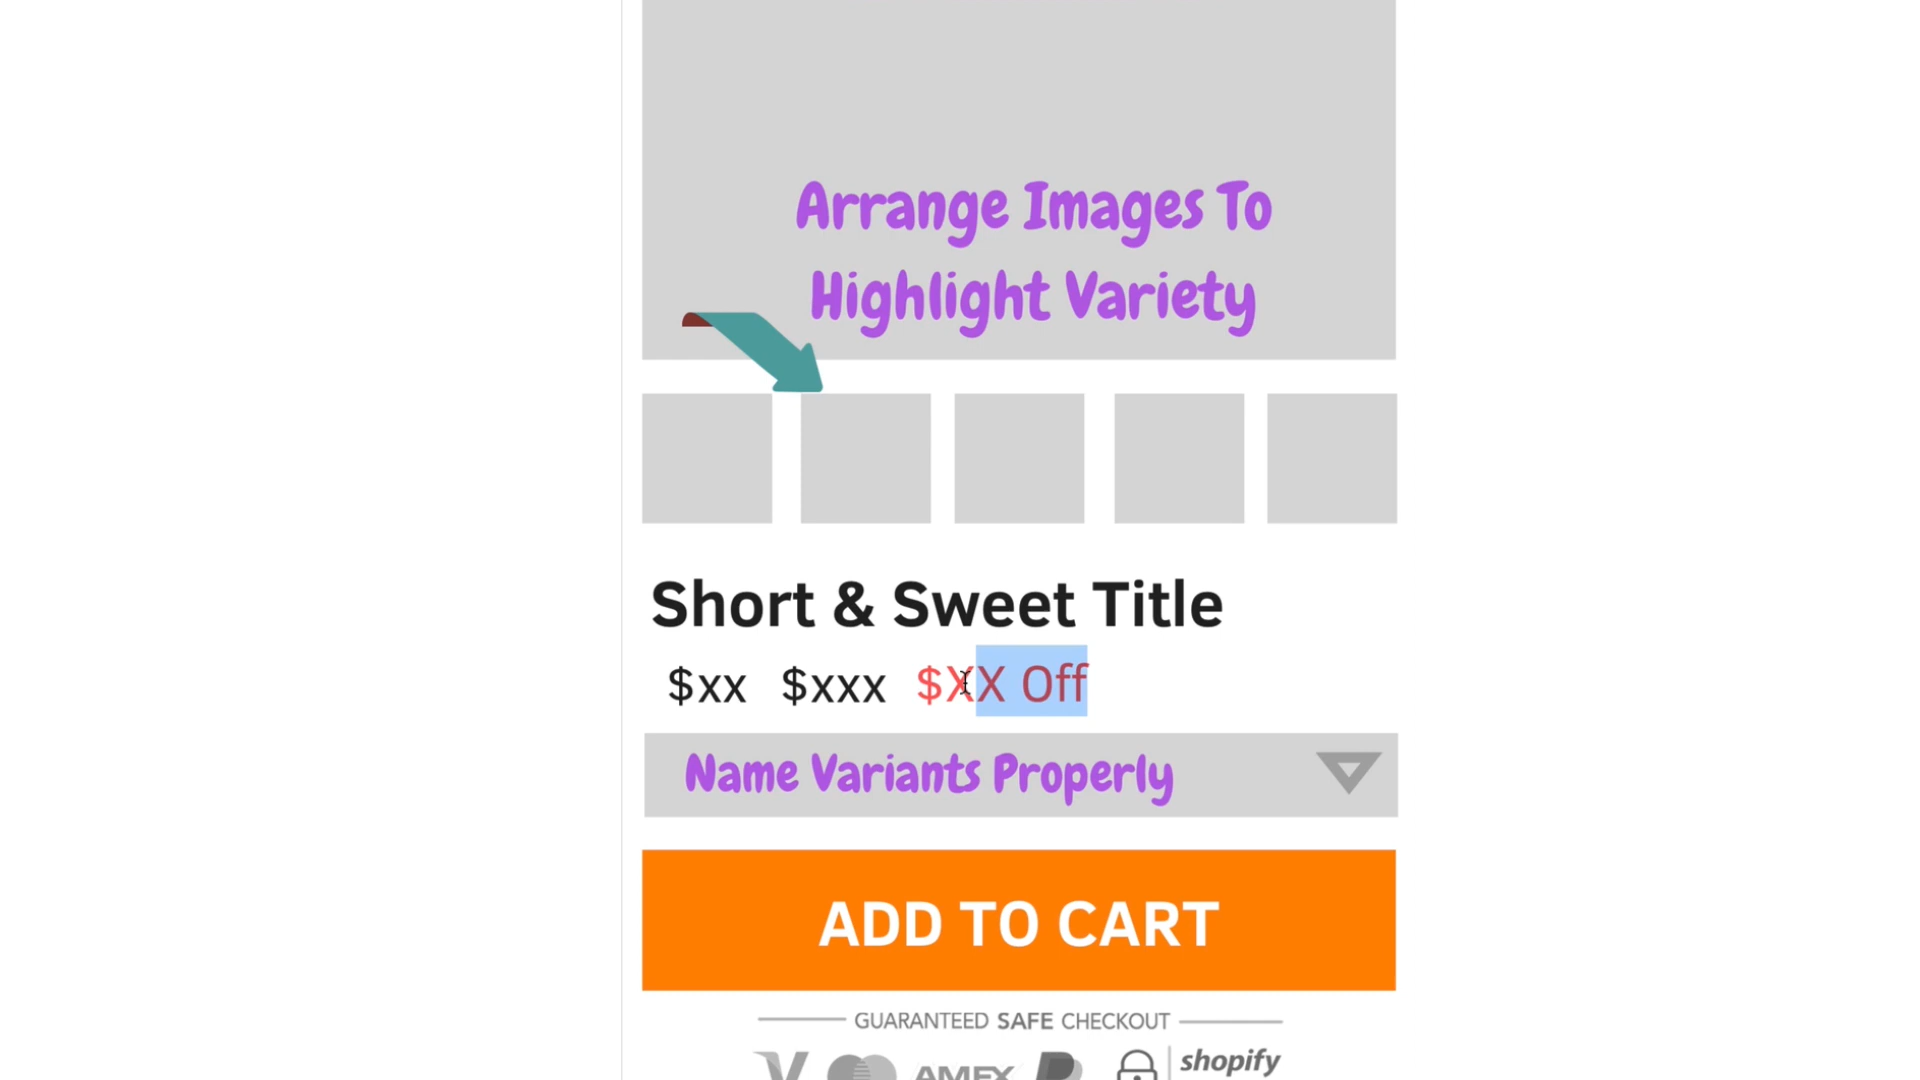 Arrange Images To
Highlight Variety
Short & Sweet Title
$xx $xxx $XX Off
Name Variants Properly
ADD TO CART
GUARANTEED SAFE CHECKOUT
AMEX shopify